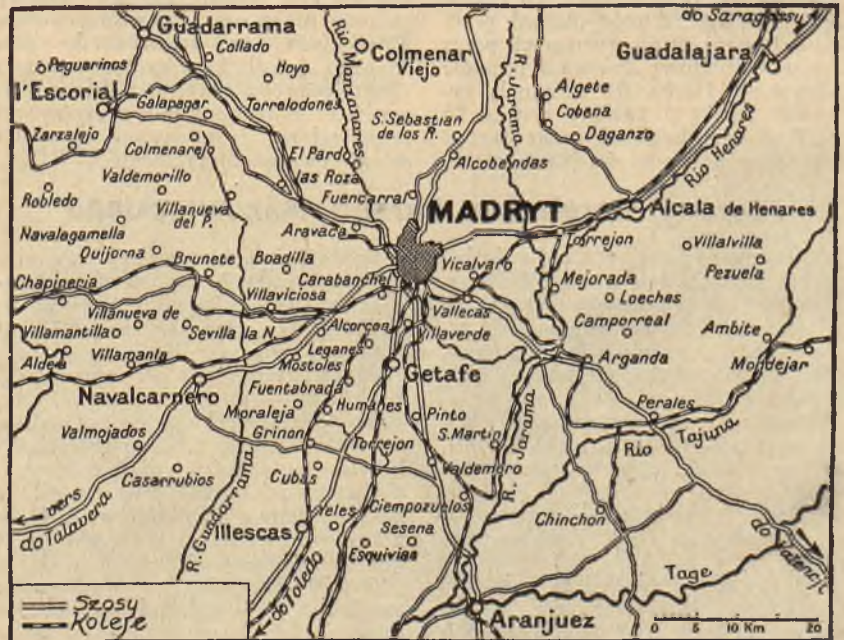 do Saragossy
Guadarrama
Collado
Rio Manzanares
Colmenar
Viejo
R. Jarama
Guadalajara
Peguerinos
Hoyo
l'Escorial
Galapagar
Torrelodones
Algete
Cobena
Daganzo
S. Sebastian
de los R.
Rio Henares
Zarzalejo
Colmenarejo
El Pardo
las Roza
Alcobendas
Valdemorillo
Robledo
Villanueva
del P.
Fuencarral
MADRYT
Alcala de Henares
Navalagamella
Aravaca
Torrejon
Villalvilla
Quijorna
Brunete
Boadilla
Vicalvaro
Pezuela
Chapineria
Carabanchel
Mejorada
Villaviciosa
Vallecas
Loeches
Villanueva de
Villamantilla
Sevilla la N.
Alcorcon
Villaverde
Camporreal
Ambite
Leganes
Aldea
Villamanta
Mostoles
Getafe
Arganda
Mondejar
Navalcarnero
Fuentabrada
Moraleja
Humanes
Pinto
Perales
Valmojados
Grinon
Torrejon
S. Martin
R. Jarama
Rio
Tajuna
Casarrubios
Cubas
Valdemoro
vers
do Talavera
R. Guadarrama
Illescas
Yeles
Ciempozuelos
Sesena
Chinchon
Esquivias
do Valencji
do Toledo
Tage
Szosy
Koleje
Aranjuez
0 5 10 Km 20